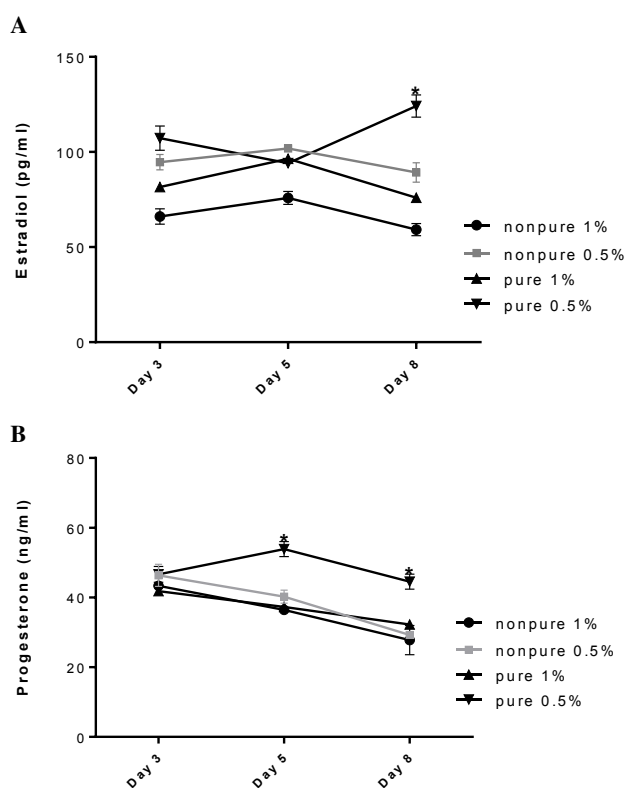 A
150
100
50
0
Estradiol (pg/ml)
*
nonpure 1%
nonpure 0.5%
pure 1%
pure 0.5%
Day 3
Day 5
Day 8
B
80
60
40
20
0
Progesterone (ng/ml)
*
*
nonpure 1%
nonpure 0.5%
pure 1%
pure 0.5%
Day 3
Day 5
Day 8